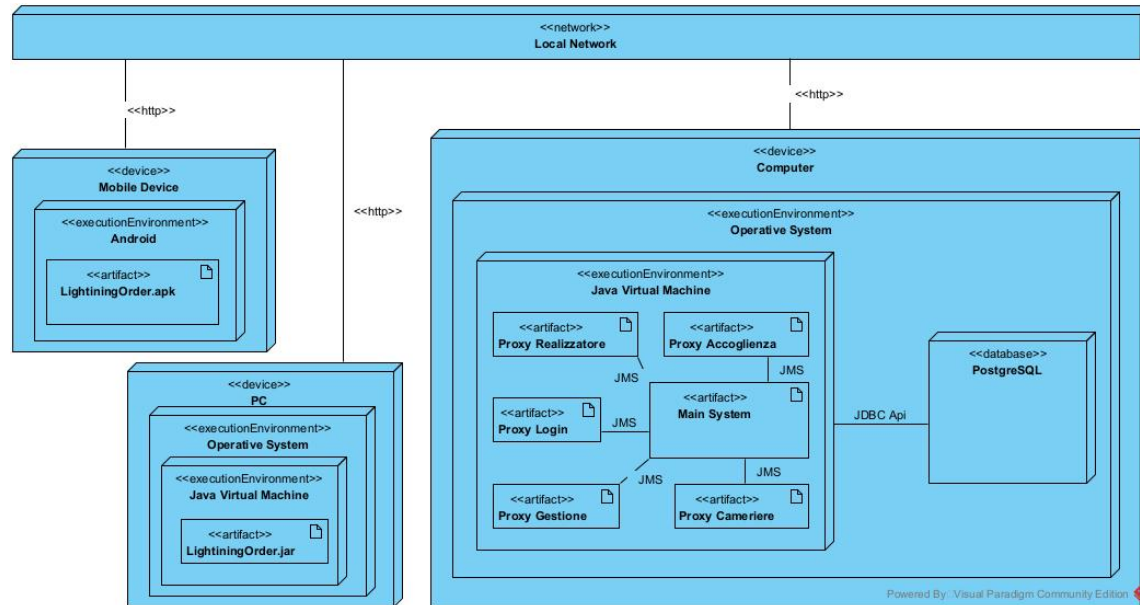 <<network>>
Local Network
<<http>>
<<http>>
<<http>>
<<device>>
Mobile Device
<<executionEnvironment>>
Android
<<artifact>>
LightiningOrder.apk
<<device>>
PC
<<executionEnvironment>>
Operative System
<<executionEnvironment>>
Java Virtual Machine
<<artifact>>
LightiningOrder.jar
<<device>>
Computer
<<executionEnvironment>>
Operative System
<<executionEnvironment>>
Java Virtual Machine
<<artifact>>
Proxy Realizzatore
<<artifact>>
Proxy Accoglienza
JMS
JMS
<<artifact>>
Proxy Login
JMS
<<artifact>>
Main System
JMS
JMS
<<artifact>>
Proxy Gestione
<<artifact>>
Proxy Cameriere
JDBC Api
<<database>>
PostgreSQL
Powered By Visual Paradigm Community Edition